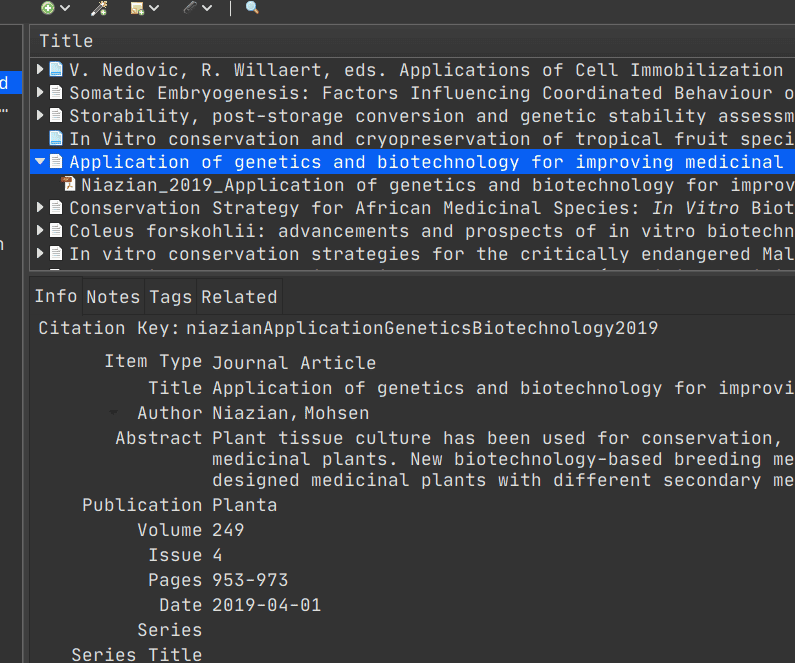 Title
V. Nedovic, R. Willaert, eds. Applications of Cell Immobilization
Somatic Embryogenesis: Factors Influencing Coordinated Behaviour o
Storability, post-storage conversion and genetic stability assessm
In Vitro conservation and cryopreservation of tropical fruit speci
Application of genetics and biotechnology for improving medicinal
Niazian_2019_Application of genetics and biotechnology for improv
Conservation Strategy for African Medicinal Species: In Vitro Biot
Coleus forskohlii: advancements and prospects of in vitro biotechn
In vitro conservation strategies for the critically endangered Mal
Info Notes Tags Related
Citation Key: niazianApplicationGeneticsBiotechnology2019
Item Type Journal Article
Title Application of genetics and biotechnology for improvi
Author Niazian, Mohsen
Abstract Plant tissue culture has been used for conservation,
medicinal plants. New biotechnology-based breeding me
designed medicinal plants with different secondary me
Publication Planta
Volume 249
Issue 4
Pages 953-973
Date 2019-04-01
Series
Series Title